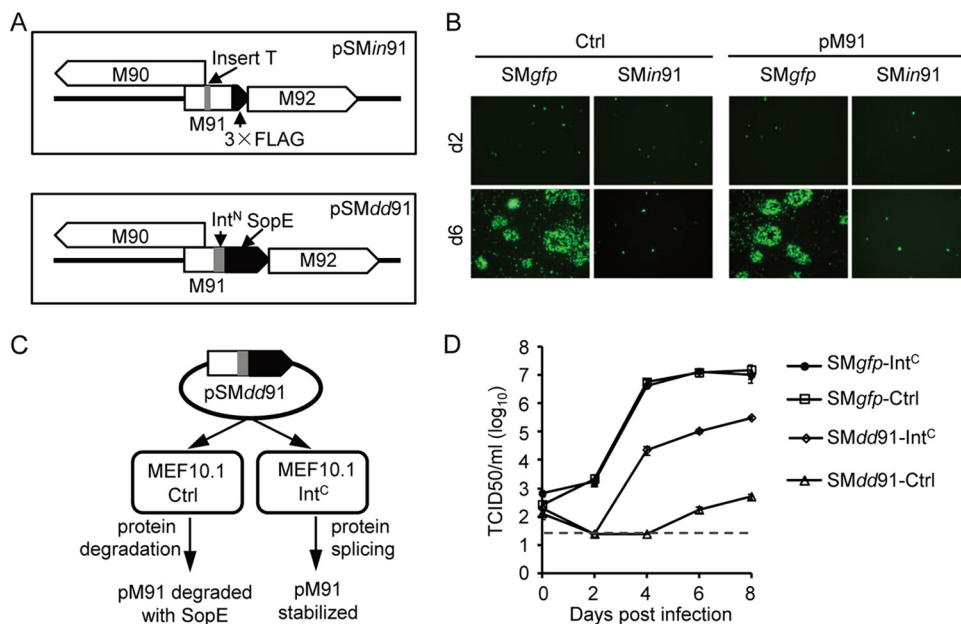 A
pSMin91
M90
Insert T
M92
M91
3×FLAG
pSMdd91
M90
Int^N SopE
M92
M91
B
Ctrl
pM91
SMgfp
SMin91
SMgfp
SMin91
d2
d6
C
pSMdd91
MEF10.1
Ctrl
MEF10.1
Int^C
protein
degradation
protein
splicing
pM91 degraded
with SopE
pM91
stabilized
D
TCID50/ml (log₁₀)
8
7
6
5
4
3
2
1
0
0 2 4 6 8
Days post infection
SMgfp-Int^C
SMgfp-Ctrl
SMdd91-Int^C
SMdd91-Ctrl